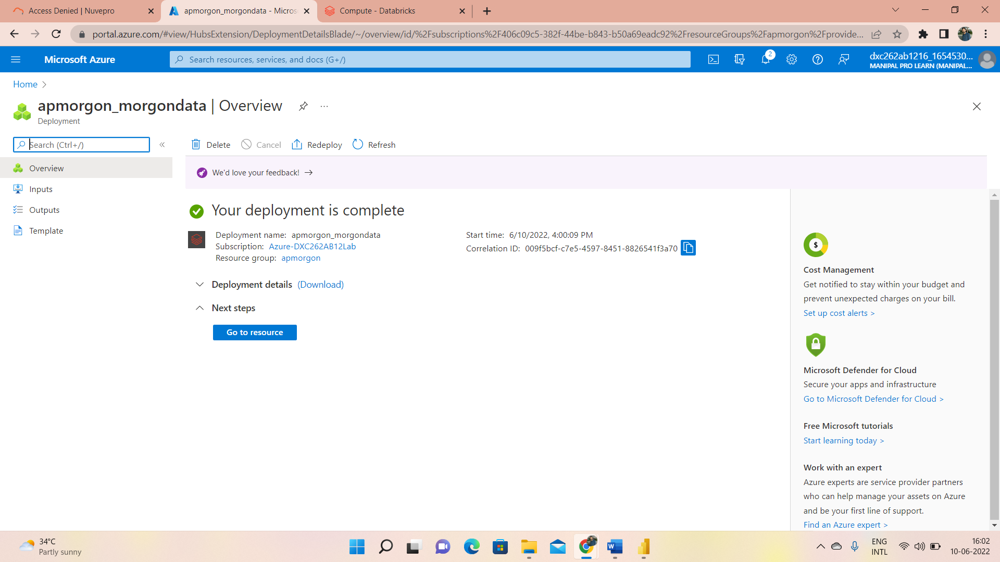 Access Denied | Nuvepro
apmorgon_morgondata - Micros
Compute - Databricks
portal.azure.com/#view/HubsExtension/DeploymentDetailsBlade/~/overview/id/%2Fsubscriptions%2F406c09c5-382f-44be-b843-b50a69eadc92%2FresourceGroups%2Fapmorgon%2Fprovide...
Microsoft Azure
Search resources, services, and docs (G+/)
2
dxc262ab1216_1654530...
MANIPAL PRO LEARN (MANIPAL...
Home
apmorgon_morgondata | Overview
Deployment
Search (Ctrl+/)
Overview
Inputs
Outputs
Template
Delete
Cancel
Redeploy
Refresh
We'd love your feedback!
Your deployment is complete
Deployment name: apmorgon_morgondata
Subscription: Azure-DXC262AB12Lab
Resource group: apmorgon
Start time: 6/10/2022, 4:00:09 PM
Correlation ID: 009f5bcf-c7e5-4597-8451-8826541f3a70
Deployment details (Download)
Next steps
Go to resource
$
Cost Management
Get notified to stay within your budget and
prevent unexpected charges on your bill.
Set up cost alerts >
Microsoft Defender for Cloud
Secure your apps and infrastructure
Go to Microsoft Defender for Cloud >
Free Microsoft tutorials
Start learning today >
Work with an expert
Azure experts are service provider partners
who can help manage your assets on Azure
and be your first line of support.
Find an Azure expert >
34°C
Partly sunny
W
ENG
INTL
16:02
10-06-2022